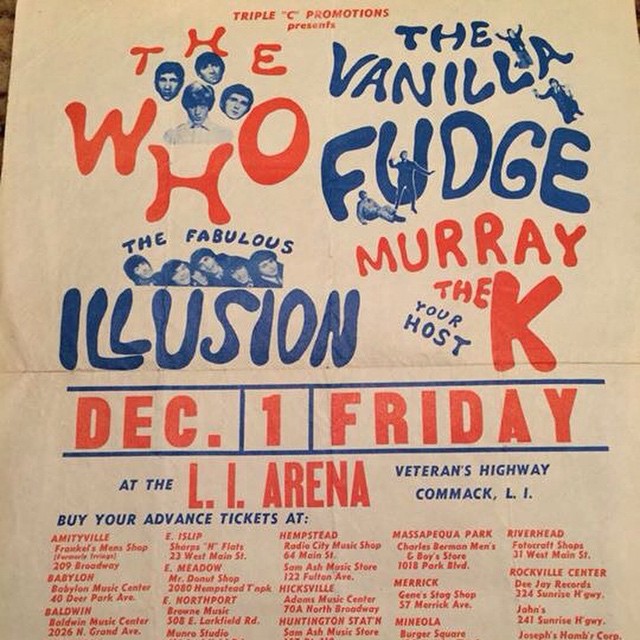 TRIPLE "C" PROMOTIONS
presents
THE
WHO
THE
VANILLA
FUDGE
THE FABULOUS
ILLUSION
MURRAY
THE K
YOUR
HOST
DEC. 1 FRIDAY
AT THE L. I. ARENA
VETERAN'S HIGHWAY
COMMACK, L. I.
BUY YOUR ADVANCE TICKETS AT:
AMITYVILLE
Frankel's Mens Shop
(Formerly Irvings)
209 Broadway
BABYLON
Babylon Music Center
40 Deer Park Ave.
BALDWIN
Baldwin Music Center
2026 N. Grand Ave.
E. ISLIP
Sharps "N" Flats
23 West Main St.
E. MEADOW
Mr. Donut Shop
2080 Hempstead T'npk
E. NORTHPORT
Browne Music
508 E. Larkfield Rd.
Munro Studio
HEMPSTEAD
Radio City Music Shop
64 Main St.
Sam Ash Music Store
122 Fulton Ave.
HICKSVILLE
Adams Music Center
70A North Broadway
HUNTINGTON STAT'N
Sam Ash Music Store
MASSAPEQUA PARK
Charles Berman Men's
& Boy's Store
1018 Park Blvd.
MERRICK
Gene's Stag Shop
57 Merrick Ave.
MINEOLA
Burger Square
RIVERHEAD
Fotocraft Shops
31 West Main St.
ROCKVILLE CENTER
Dee Jay Records
324 Sunrise H'gwy.
John's
241 Sunrise H'gwy.
Joseph's Homb'r Corp.